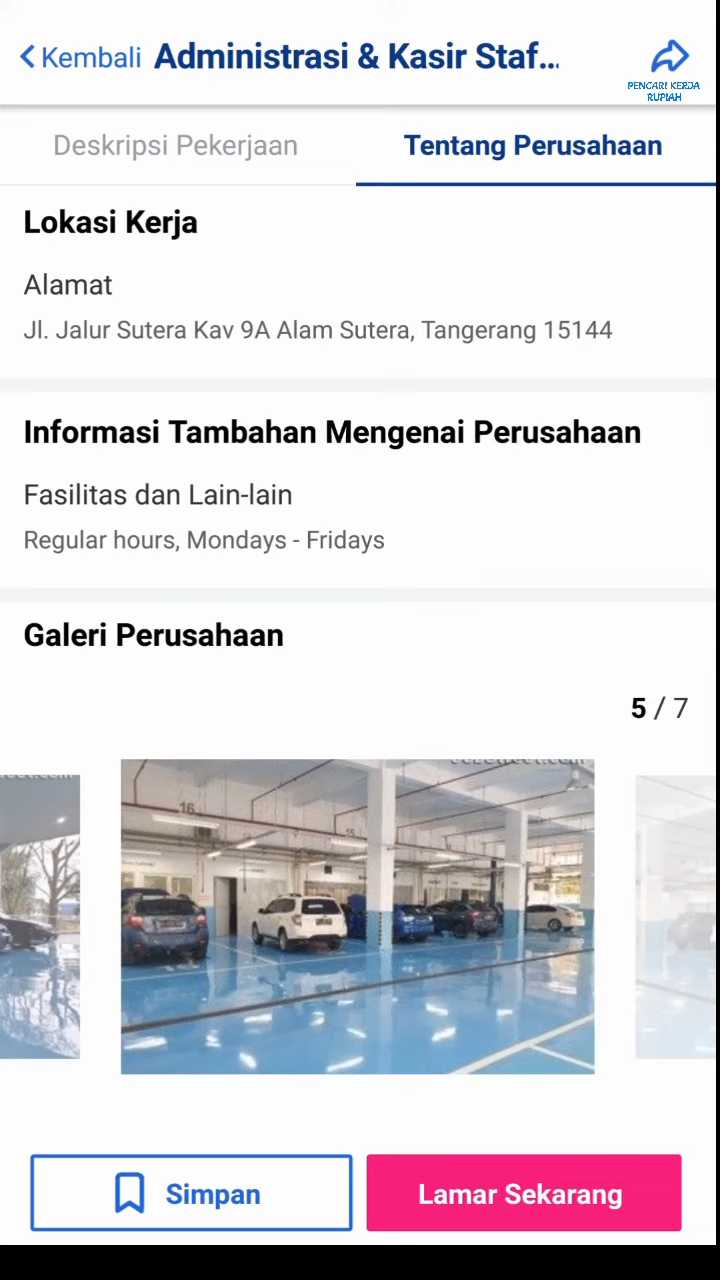 Kembali Administrasi & Kasir Staf...
PENCARI KERJA
RUPIAH
Deskripsi Pekerjaan Tentang Perusahaan
Lokasi Kerja
Alamat
Jl. Jalur Sutera Kav 9A Alam Sutera, Tangerang 15144
Informasi Tambahan Mengenai Perusahaan
Fasilitas dan Lain-lain
Regular hours, Mondays - Fridays
Galeri Perusahaan
5 / 7
16
15
Simpan Lamar Sekarang